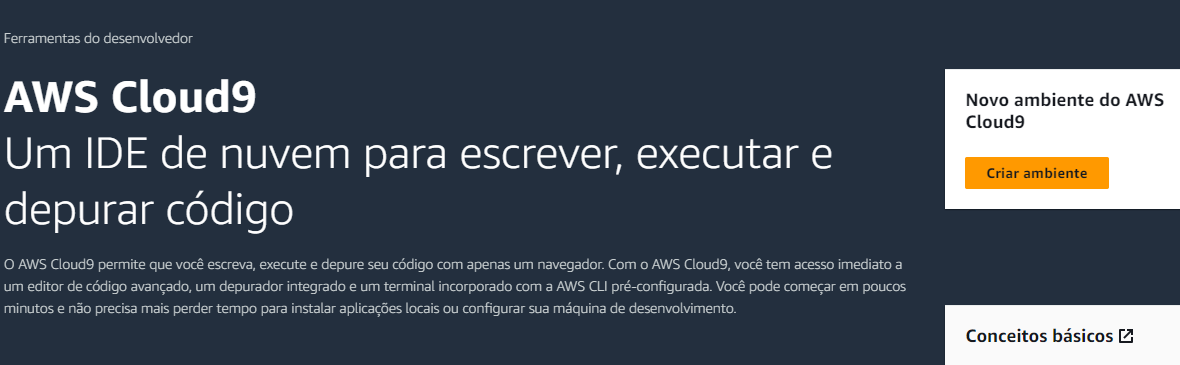 Ferramentas do desenvolvedor
AWS Cloud9
Um IDE de nuvem para escrever, executar e
depurar código
O AWS Cloud9 permite que você escreva, execute e depure seu código com apenas um navegador. Com o AWS Cloud9, você tem acesso imediato a
um editor de código avançado, um depurador integrado e um terminal incorporado com a AWS CLI pré-configurada. Você pode começar em poucos
minutos e não precisa mais perder tempo para instalar aplicações locais ou configurar sua máquina de desenvolvimento.
Novo ambiente do AWS
Cloud9
Criar ambiente
Conceitos básicos